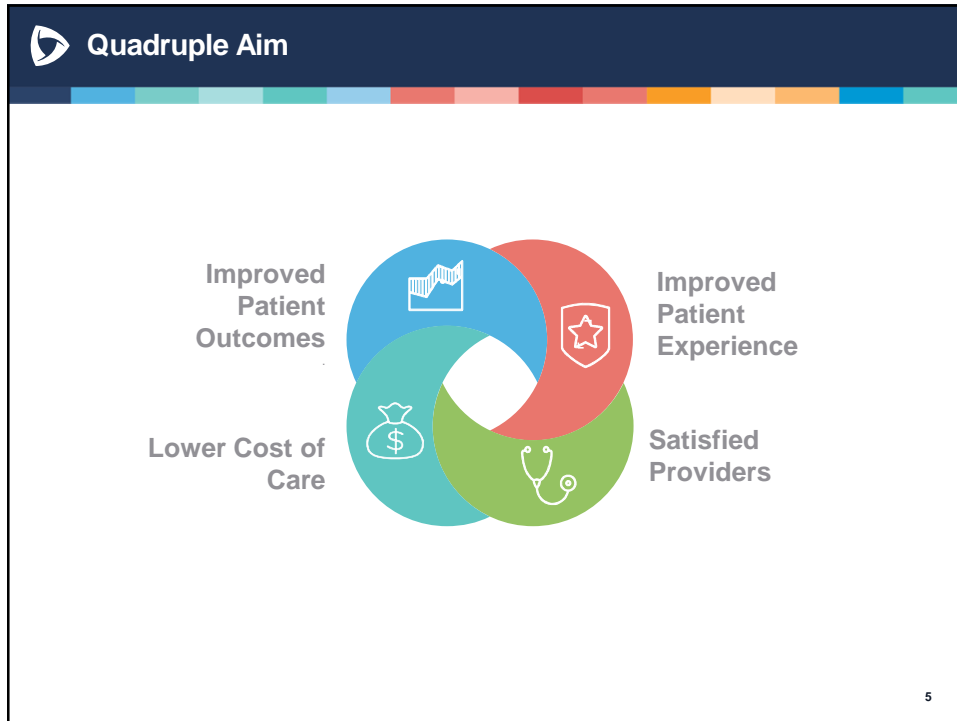 Quadruple Aim
Improved
Patient
Outcomes
.
Improved
Patient
Experience
Lower Cost of
Care
$
Satisfied
Providers
5